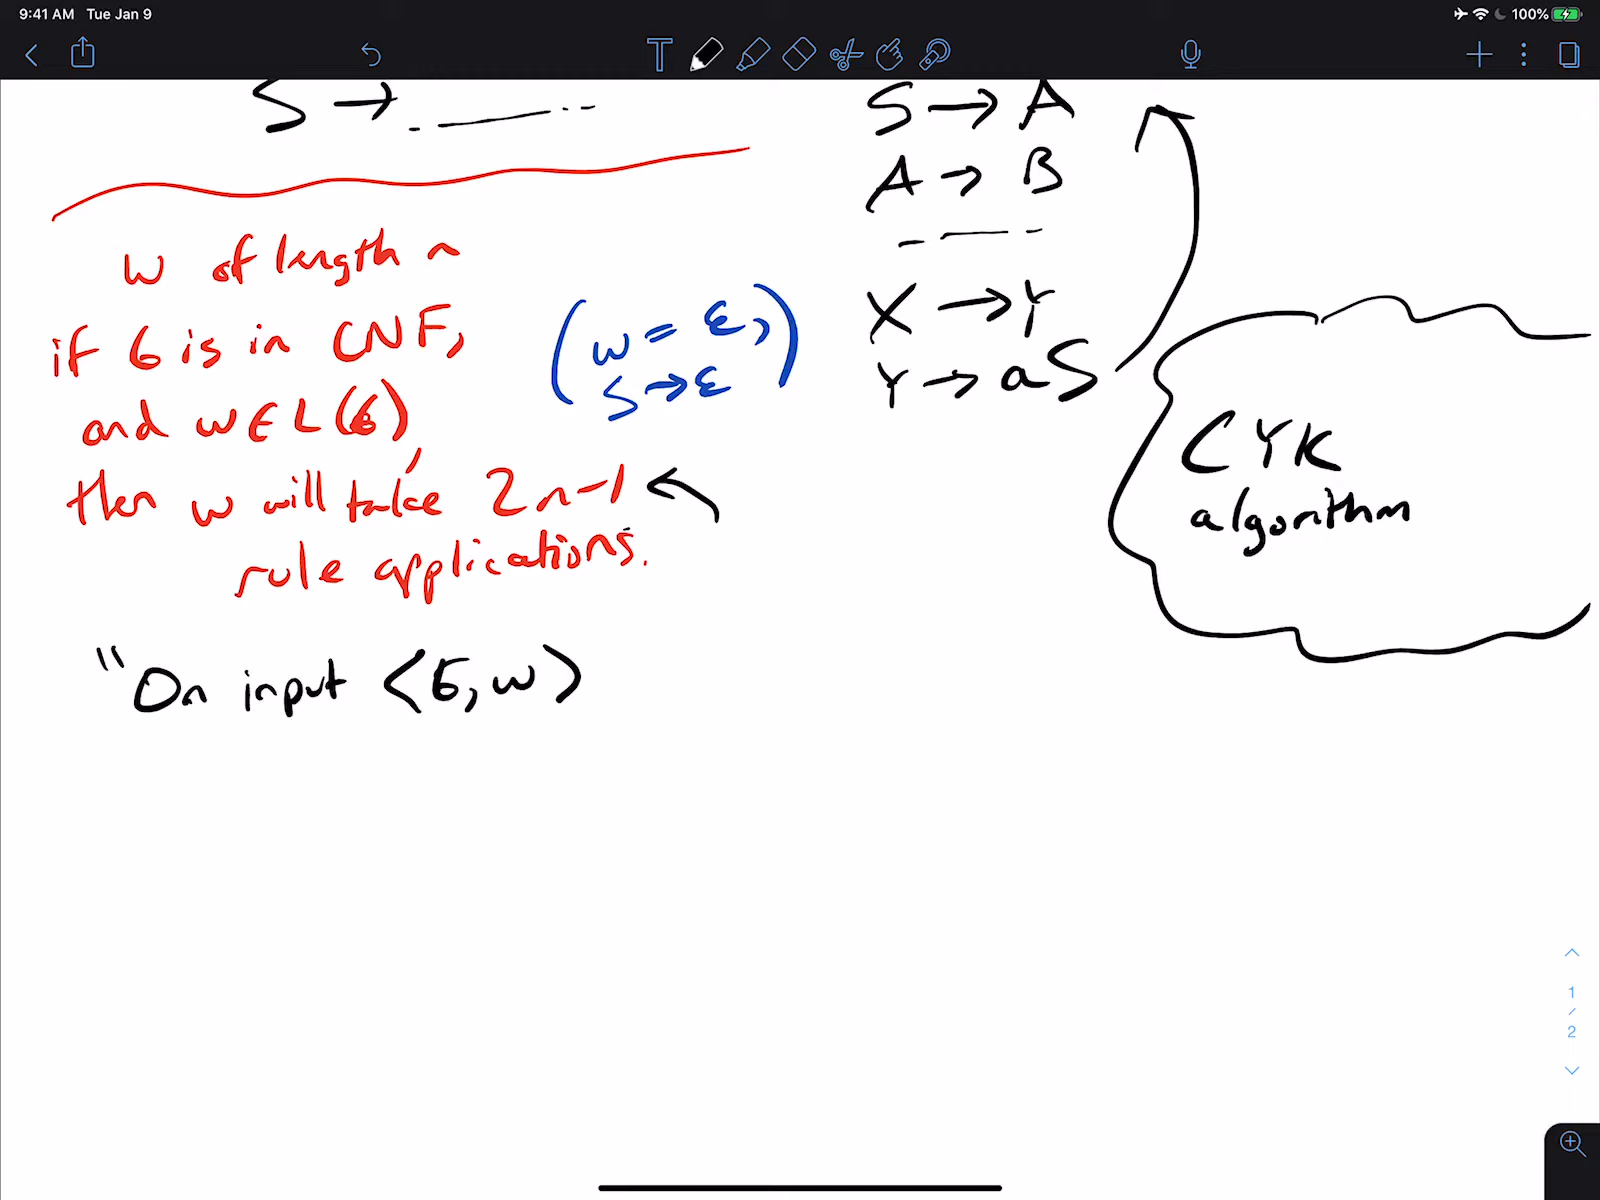 9:41 AM Tue Jan 9
100%
S →
w of length n
if G is in CNF,
and w ∈ L(G),
then w will take 2n-1
rule applications.
(w = ε,
S → ε)
"On input <G, w>
S → A
A → B
X → Y
Y → aS
CYK
algorithm
1
/
2